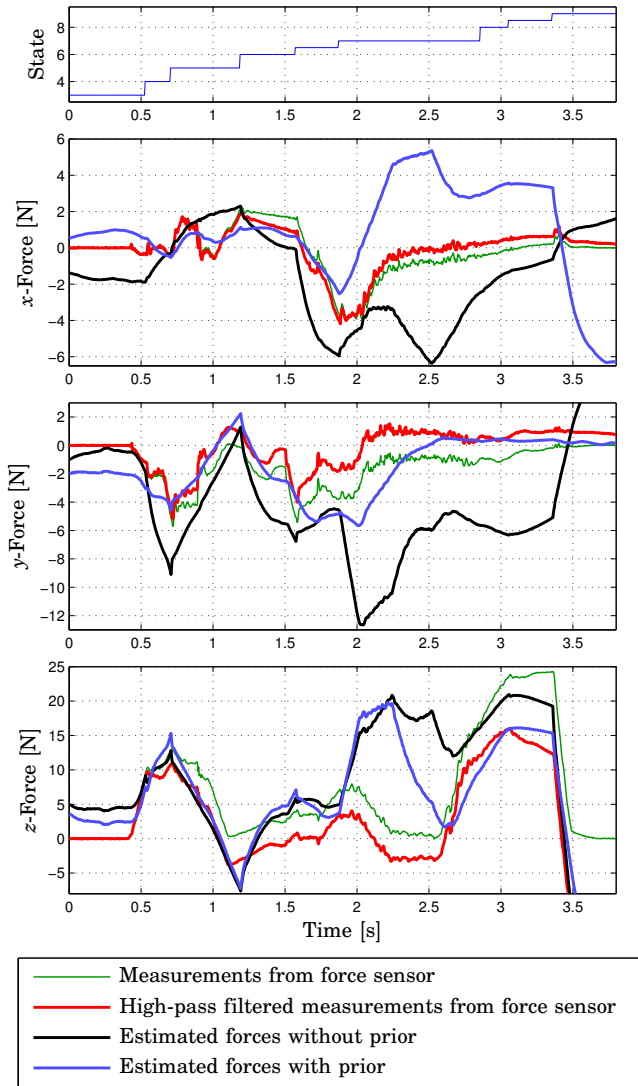 State
8
6
4
0 0.5 1 1.5 2 2.5 3 3.5
x-Force [N]
6
4
2
0
−2
−4
−6
0 0.5 1 1.5 2 2.5 3 3.5
y-Force [N]
2
0
−2
−4
−6
−8
−10
−12
0 0.5 1 1.5 2 2.5 3 3.5
z-Force [N]
25
20
15
10
5
0
−5
0 0.5 1 1.5 2 2.5 3 3.5
Time [s]
Measurements from force sensor
High-pass filtered measurements from force sensor
Estimated forces without prior
Estimated forces with prior